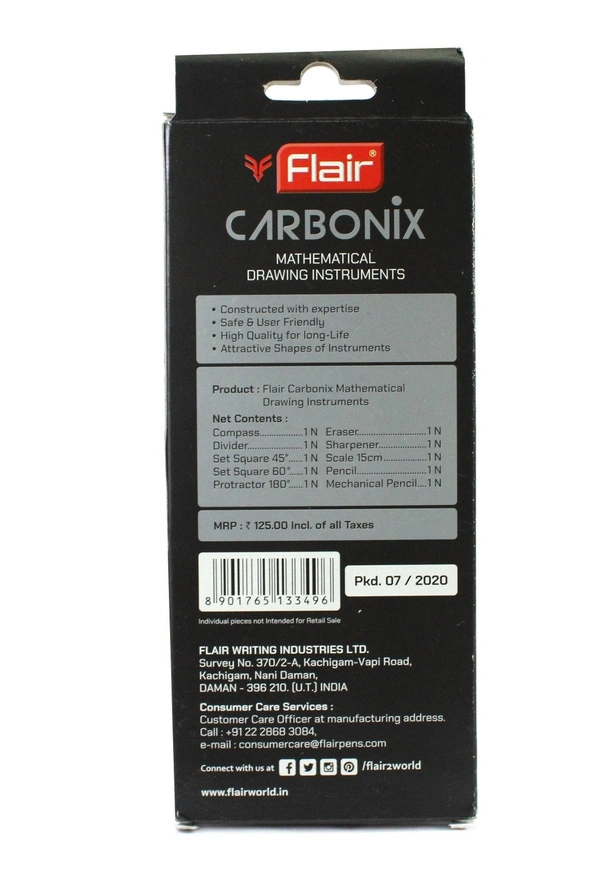 Flair®
CARBONIX
MATHEMATICAL
DRAWING INSTRUMENTS
• Constructed with expertise
• Safe & User Friendly
• High Quality for long-Life
• Attractive Shapes of Instruments
Product : Flair Carbonix Mathematical
Drawing Instruments
Net Contents :
Compass................1 N Eraser..........................1 N
Divider.....................1 N Sharpener..................1 N
Set Square 45°.....1 N Scale 15cm................1 N
Set Square 60°.....1 N Pencil..........................1 N
Protractor 180°.....1 N Mechanical Pencil....1 N
MRP : ₹ 125.00 Incl. of all Taxes
8 901765 133496
Pkd. 07 / 2020
Individual pieces not Intended for Retail Sale
FLAIR WRITING INDUSTRIES LTD.
Survey No. 370/2-A, Kachigam-Vapi Road,
Kachigam, Nani Daman,
DAMAN - 396 210. (U.T.) INDIA
Consumer Care Services :
Customer Care Officer at manufacturing address.
Call : +91 22 2868 3084,
e-mail : consumercare@flairpens.com
Connect with us at /flair2world
www.flairworld.in